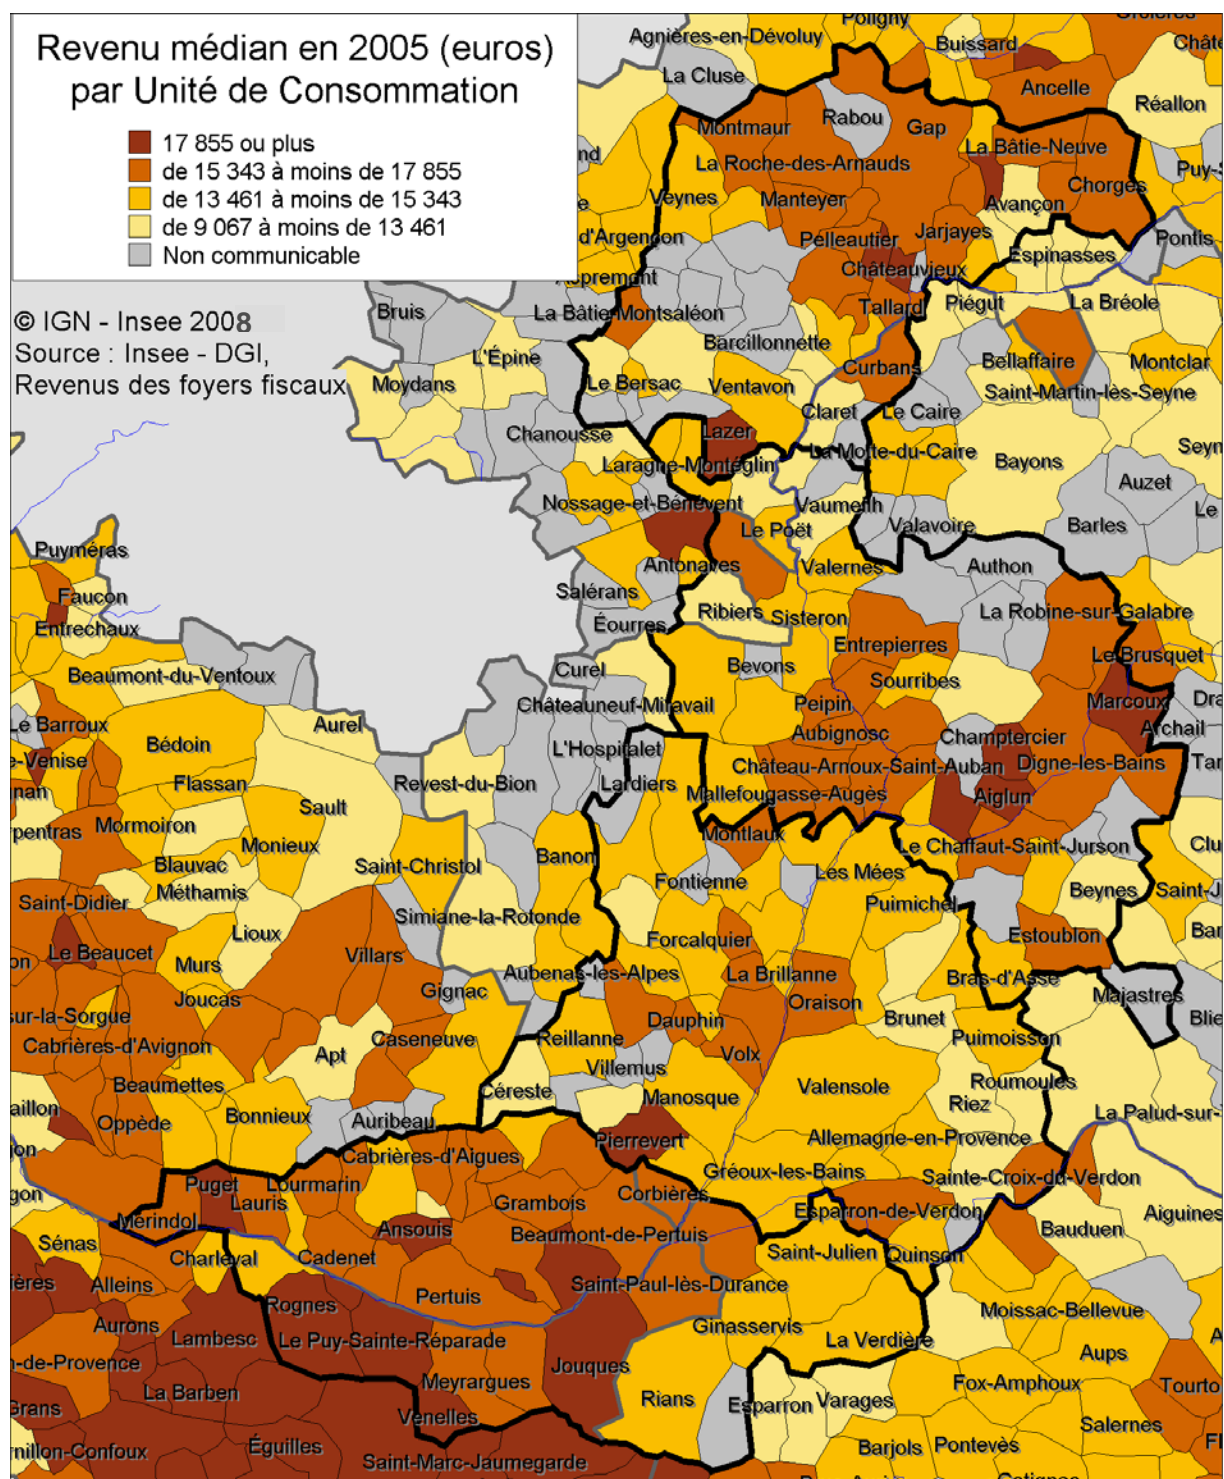 Revenu médian en 2005 (euros)
par Unité de Consommation
17 855 ou plus
de 15 343 à moins de 17 855
de 13 461 à moins de 15 343
de 9 067 à moins de 13 461
Non communicable
© IGN - Insee 2008
Source : Insee - DGI,
Revenus des foyers fiscaux
Poligny
Agnières-en-Dévoluy
Buissard
La Cluse
Ancelle
Réallon
Rabou
Montmaur
Gap
La Bâtie-Neuve
La Roche-des-Arnauds
Chorges
Veynes
Manteyer
Avançon
d'Argençon
Pelleautier
Jarjayes
Pontis
Espinasses
Châteauvieux
La Bâtie-Montsaléon
Tallard
Piégut
La Bréole
Bruis
Barcillonnette
L'Épine
Bellaffaire
Montclar
Curbans
Moydans
Le Bersac
Ventavon
Saint-Martin-lès-Seyne
Claret
Le Caire
Chanousse
Lazer
La Motte-du-Caire
Laragne-Montéglin
Bayons
Auzet
Nossage-et-Bénévent
Vaumeilh
Valavoire
Barles
Le Poët
Puyméras
Antonaves
Valernes
Authon
Faucon
Salérans
Ribiers
Sisteron
La Robine-sur-Galabre
Entrechaux
Éourres
Entrepierres
Le Brusquet
Beaumont-du-Ventoux
Curel
Bevons
Sourribes
Châteauneuf-Miravail
Peipin
Marcoux
Le Barroux
Aurel
Aubignosc
Champtercier
Archail
Bédoin
L'Hospitalet
Château-Arnoux-Saint-Auban
Digne-les-Bains
Flassan
Revest-du-Bion
Lardiers
Mallefougasse-Augès
Aiglun
Sault
Mormoiron
Montlaux
Monieux
Le Chaffaut-Saint-Jurson
Blauvac
Saint-Christol
Banon
Les Mées
Méthamis
Fontienne
Beynes
Saint-Didier
Simiane-la-Rotonde
Puimichel
Lioux
Forcalquier
Estoublon
Le Beaucet
Villars
Murs
Aubenas-les-Alpes
La Brillanne
Bras-d'Asse
Joucas
Gignac
Oraison
Majastres
Dauphin
Brunet
Cabrières-d'Avignon
Caseneuve
Reillanne
Puimoisson
Apt
Volx
Villemus
Beaumettes
Céreste
Manosque
Valensole
Roumoules
Riez
Oppède
Bonnieux
Auribeau
Pierrevert
Allemagne-en-Provence
Cabrières-d'Aigues
Gréoux-les-Bains
Sainte-Croix-du-Verdon
Puget
Lourmarin
Lauris
Grambois
Corbières
Esparron-de-Verdon
Mérindol
Ansouis
Beaumont-de-Pertuis
Bauduen
Sénas
Charleval
Cadenet
Saint-Julien
Quinson
Alleins
Pertuis
Saint-Paul-lès-Durance
Rognes
Moissac-Bellevue
Aurons
Lambesc
Le Puy-Sainte-Réparade
Ginasservis
La Verdière
Aups
Jouques
La Barben
Meyrargues
Rians
Fox-Amphoux
Esparron
Varages
Venelles
Salernes
Éguilles
Barjols
Pontevès
Saint-Marc-Jaumegarde